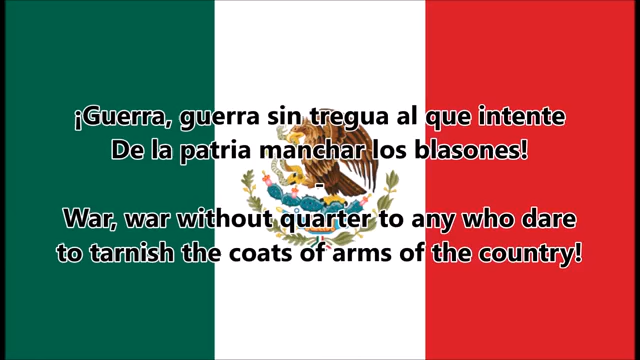 ¡Guerra, guerra sin tregua al que intente
De la patria manchar los blasones!
-
War, war without quarter to any who dare
to tarnish the coats of arms of the country!